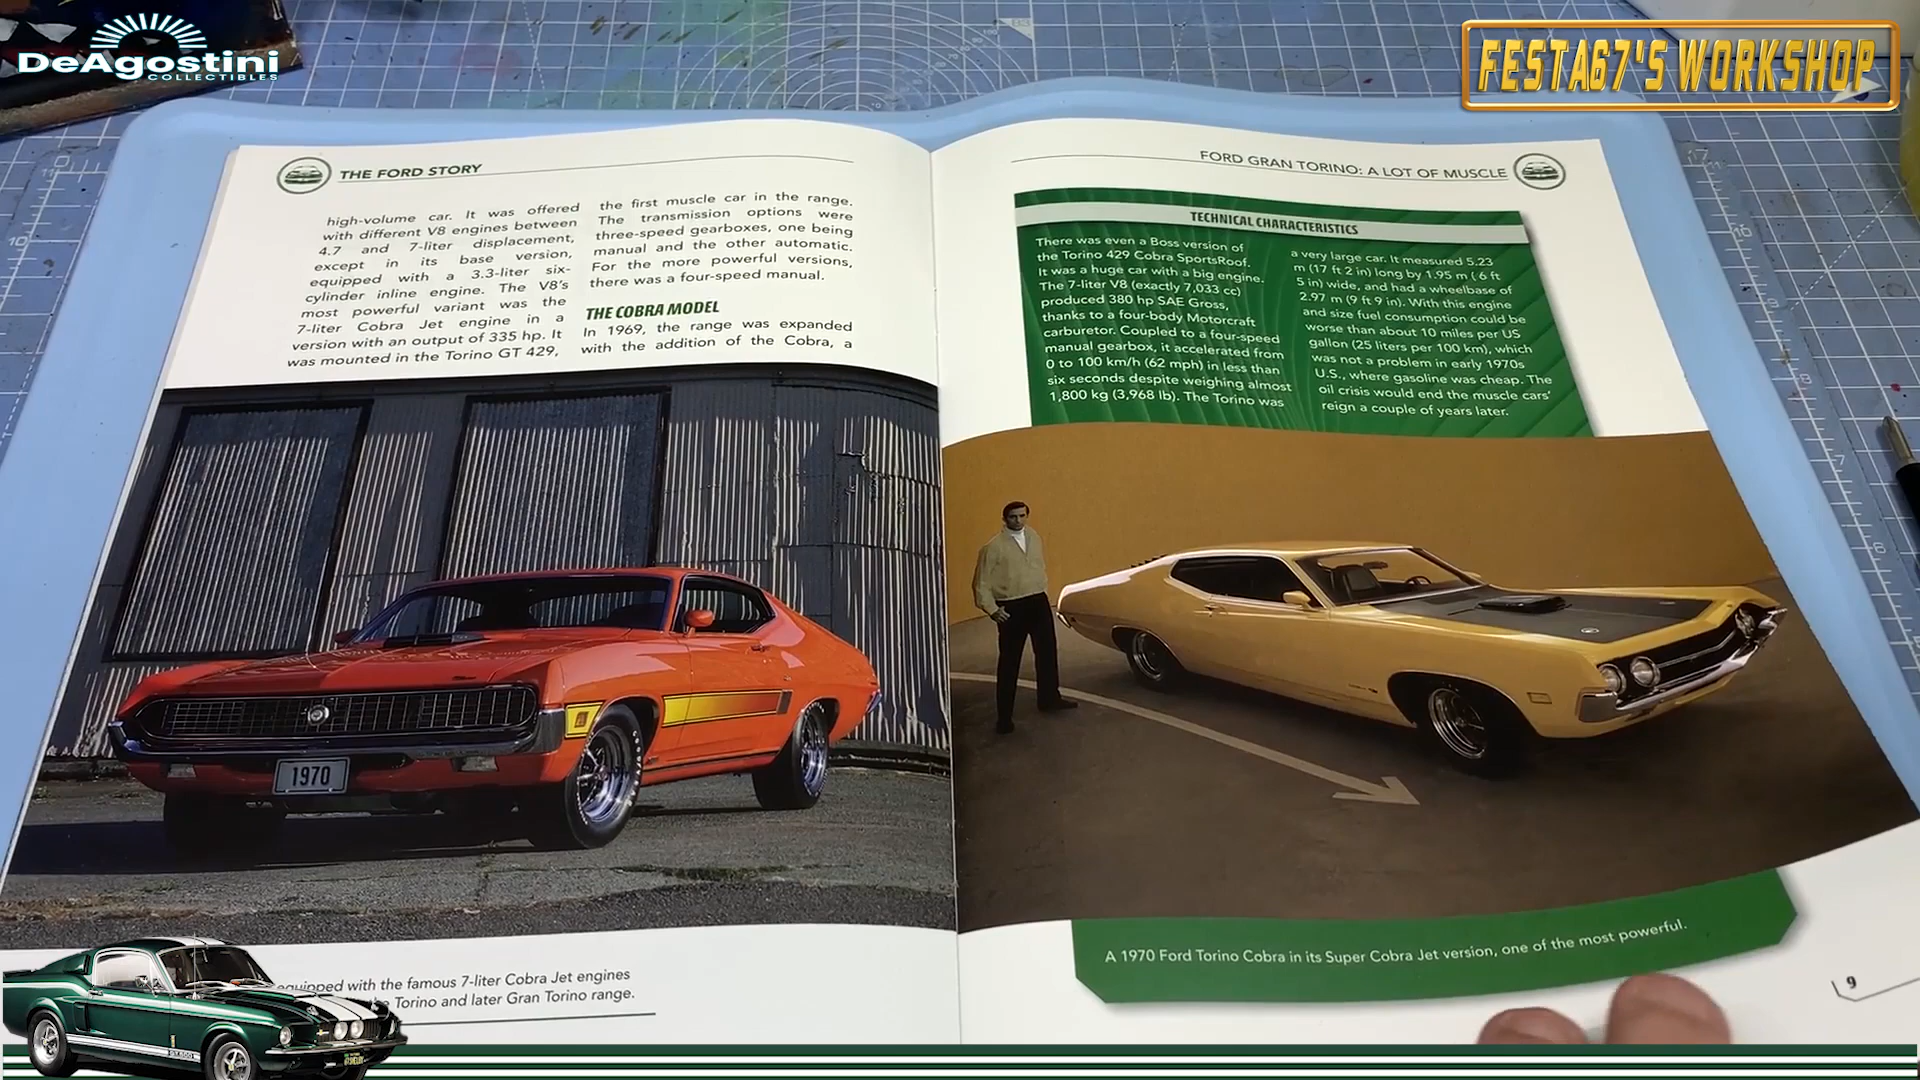 DeAgostini
COLLECTIBLES
FESTA67'S WORKSHOP
THE FORD STORY
high-volume car. It was offered
with different V8 engines between
4.7 and 7-liter displacement,
except in its base version,
equipped with a 3.3-liter six-
cylinder inline engine. The V8's
most powerful variant was the
7-liter Cobra Jet engine in a
version with an output of 335 hp. It
was mounted in the Torino GT 429,
the first muscle car in the range.
The transmission options were
three-speed gearboxes, one being
manual and the other automatic.
For the more powerful versions,
there was a four-speed manual.
THE COBRA MODEL
In 1969, the range was expanded
with the addition of the Cobra, a
1970
equipped with the famous 7-liter Cobra Jet engines
Torino and later Gran Torino range.
FORD GRAN TORINO: A LOT OF MUSCLE
TECHNICAL CHARACTERISTICS
There was even a Boss version of
the Torino 429 Cobra SportsRoof.
It was a huge car with a big engine.
The 7-liter V8 (exactly 7,033 cc)
produced 380 hp SAE Gross,
thanks to a four-body Motorcraft
carburetor. Coupled to a four-speed
manual gearbox, it accelerated from
0 to 100 km/h (62 mph) in less than
six seconds despite weighing almost
1,800 kg (3,968 lb). The Torino was
a very large car. It measured 5.23
m (17 ft 2 in) long by 1.95 m ( 6 ft
5 in) wide, and had a wheelbase of
2.97 m (9 ft 9 in). With this engine
and size fuel consumption could be
worse than about 10 miles per US
gallon (25 liters per 100 km), which
was not a problem in early 1970s
U.S., where gasoline was cheap. The
oil crisis would end the muscle cars'
reign a couple of years later.
A 1970 Ford Torino Cobra in its Super Cobra Jet version, one of the most powerful.
9